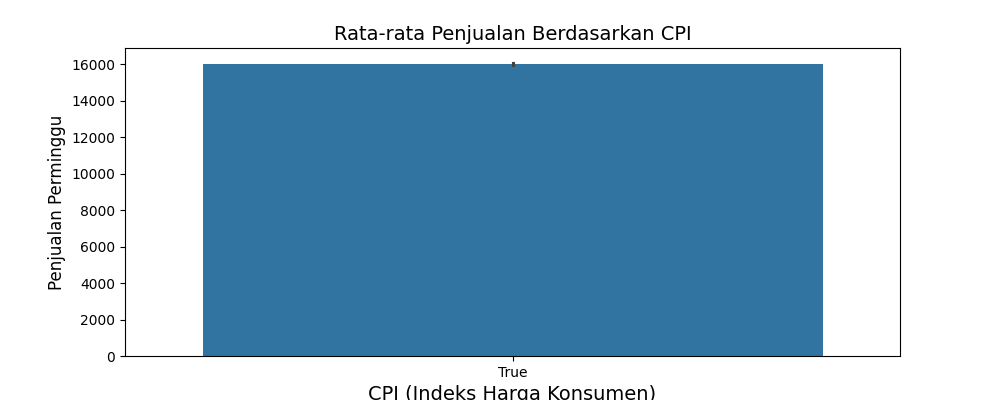 Rata-rata Penjualan Berdasarkan CPI
Penjualan Perminggu
16000
14000
12000
10000
8000
6000
4000
2000
0
True
CPI (Indeks Harga Konsumen)